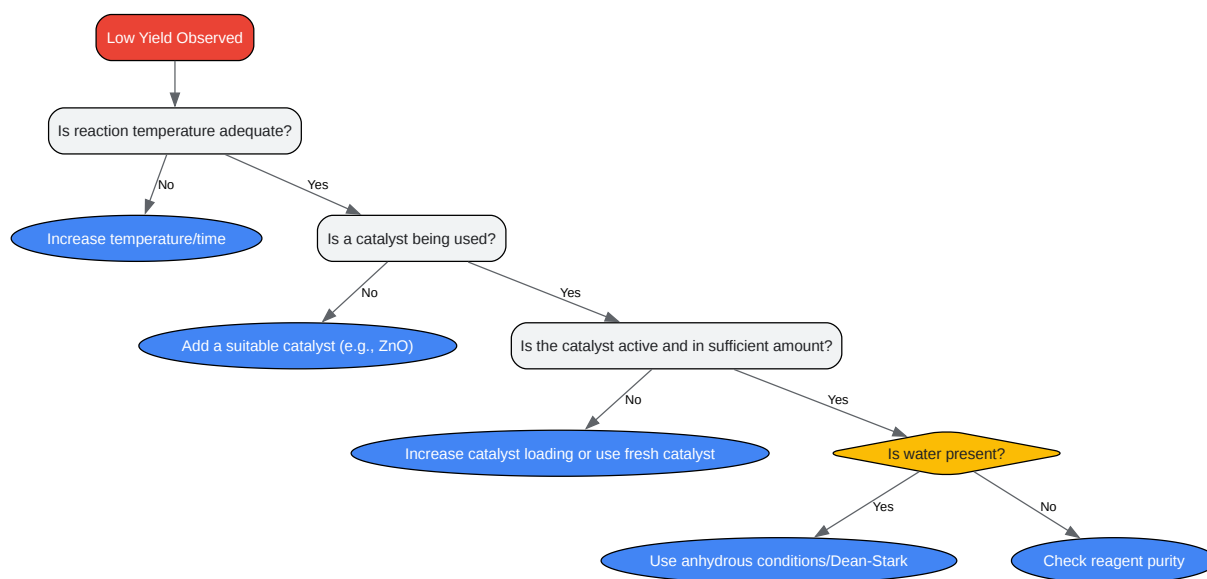 Low Yield Observed
Is reaction temperature adequate?
No
Yes
Increase temperature/time
Is a catalyst being used?
No
Yes
Add a suitable catalyst (e.g., ZnO)
Is the catalyst active and in sufficient amount?
No
Yes
Increase catalyst loading or use fresh catalyst
Is water present?
Yes
No
Use anhydrous conditions/Dean-Stark
Check reagent purity